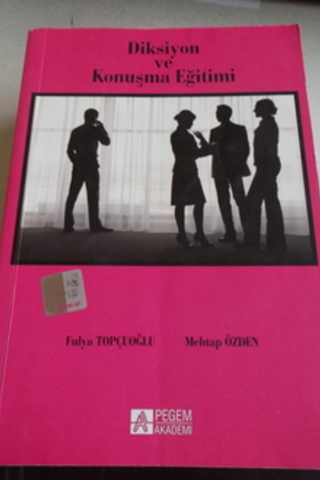 Diksiyon
ve
Konuşma Eğitimi
Fulya TOPÇUOĞLU Mehtap ÖZDEN
PEGEM
AKADEMİ